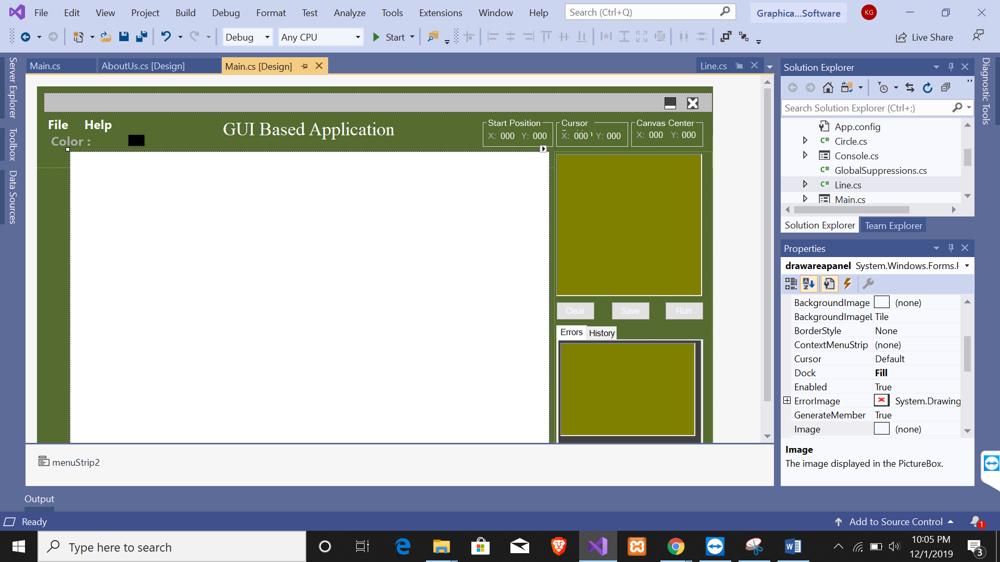 File Edit View Project Build Debug Format Test Analyze Tools Extensions Window Help Search (Ctrl+Q) Graphica...Software KG
Debug Any CPU Start Live Share
Server Explorer
Toolbox
Data Sources
Main.cs AboutUs.cs [Design] Main.cs [Design] Line.cs
File Help
Color :
GUI Based Application
Start Position
X: 000 Y: 000
Cursor
X: 000 Y: 000
Canvas Center
X: 000 Y: 000
Clear Save Run
Errors History
menuStrip2
Output
Solution Explorer
Search Solution Explorer (Ctrl+;)
App.config
C# Circle.cs
Console.cs
C# GlobalSuppressions.cs
C# Line.cs
Main.cs
Solution Explorer Team Explorer
Diagnostic Tools
Properties
drawareapanel System.Windows.Forms.
BackgroundImage (none)
BackgroundImageL Tile
BorderStyle None
ContextMenuStrip (none)
Cursor Default
Dock Fill
Enabled True
ErrorImage System.Drawing
GenerateMember True
Image (none)
Image
The image displayed in the PictureBox.
Ready Add to Source Control 1
Type here to search
10:05 PM
12/1/2019
3